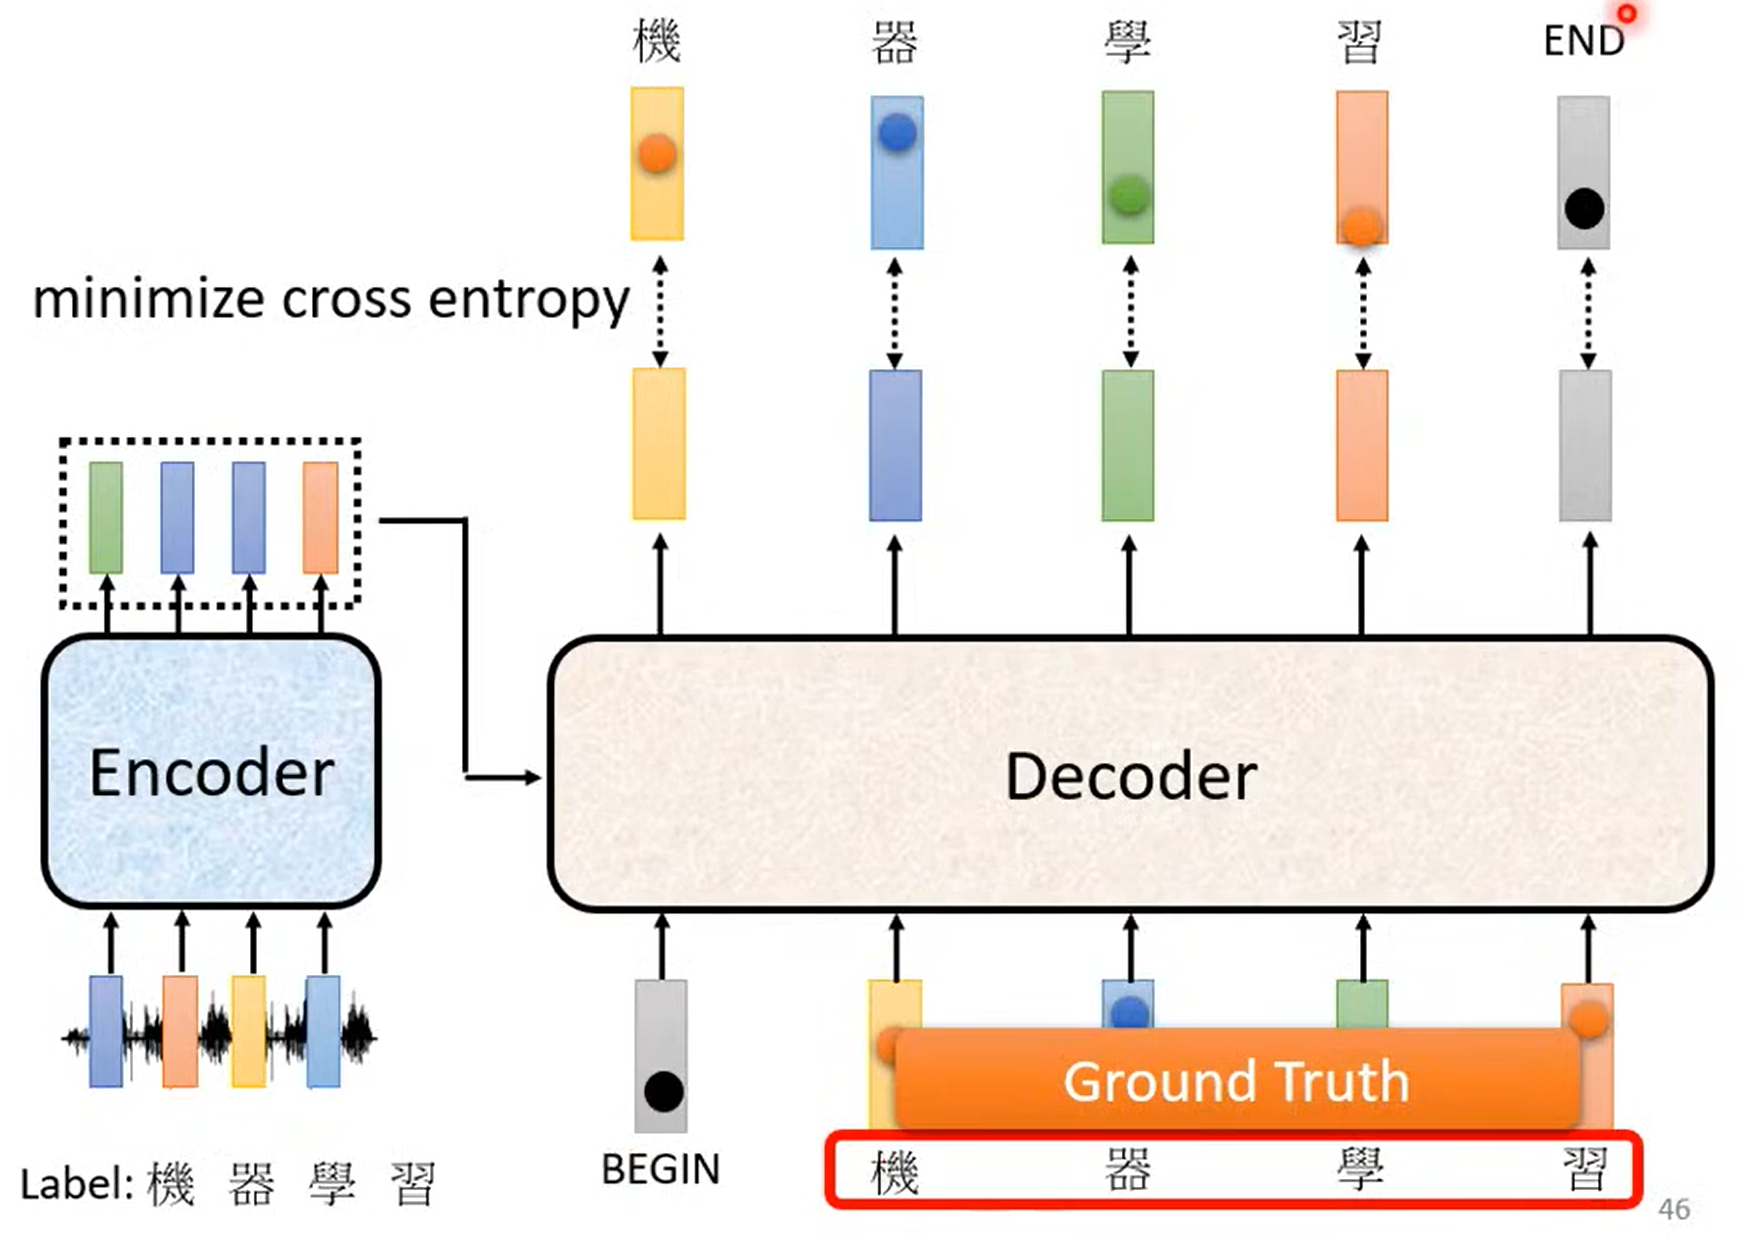 機 器 學 習 END
minimize cross entropy
Encoder
Decoder
Ground Truth
Label: 機 器 學 習
BEGIN
機 器 學 習
46